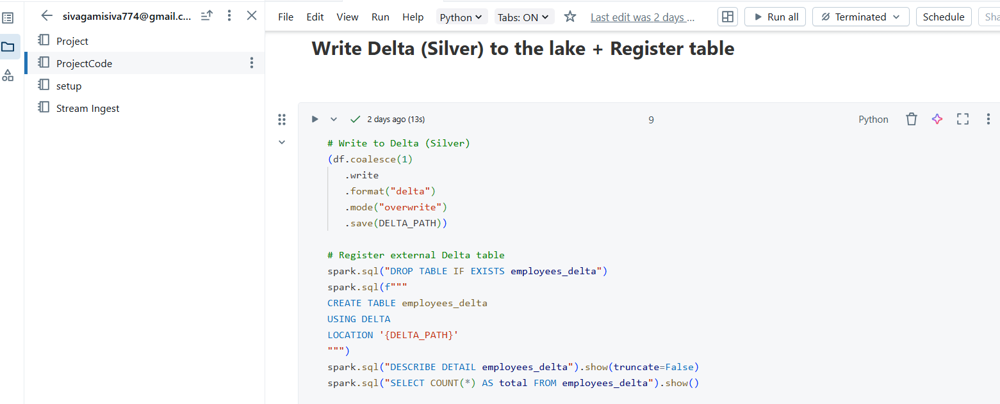 sivagamisiva774@gmail.c...
Project
ProjectCode
setup
Stream Ingest
File Edit View Run Help Python Tabs: ON Last edit was 2 days ... Run all Terminated Schedule Sha
Write Delta (Silver) to the lake + Register table
2 days ago (13s) 9 Python
# Write to Delta (Silver)
(df.coalesce(1)
.write
.format("delta")
.mode("overwrite")
.save(DELTA_PATH))
# Register external Delta table
spark.sql("DROP TABLE IF EXISTS employees_delta")
spark.sql(f"""
CREATE TABLE employees_delta
USING DELTA
LOCATION '{DELTA_PATH}'
""")
spark.sql("DESCRIBE DETAIL employees_delta").show(truncate=False)
spark.sql("SELECT COUNT(*) AS total FROM employees_delta").show()